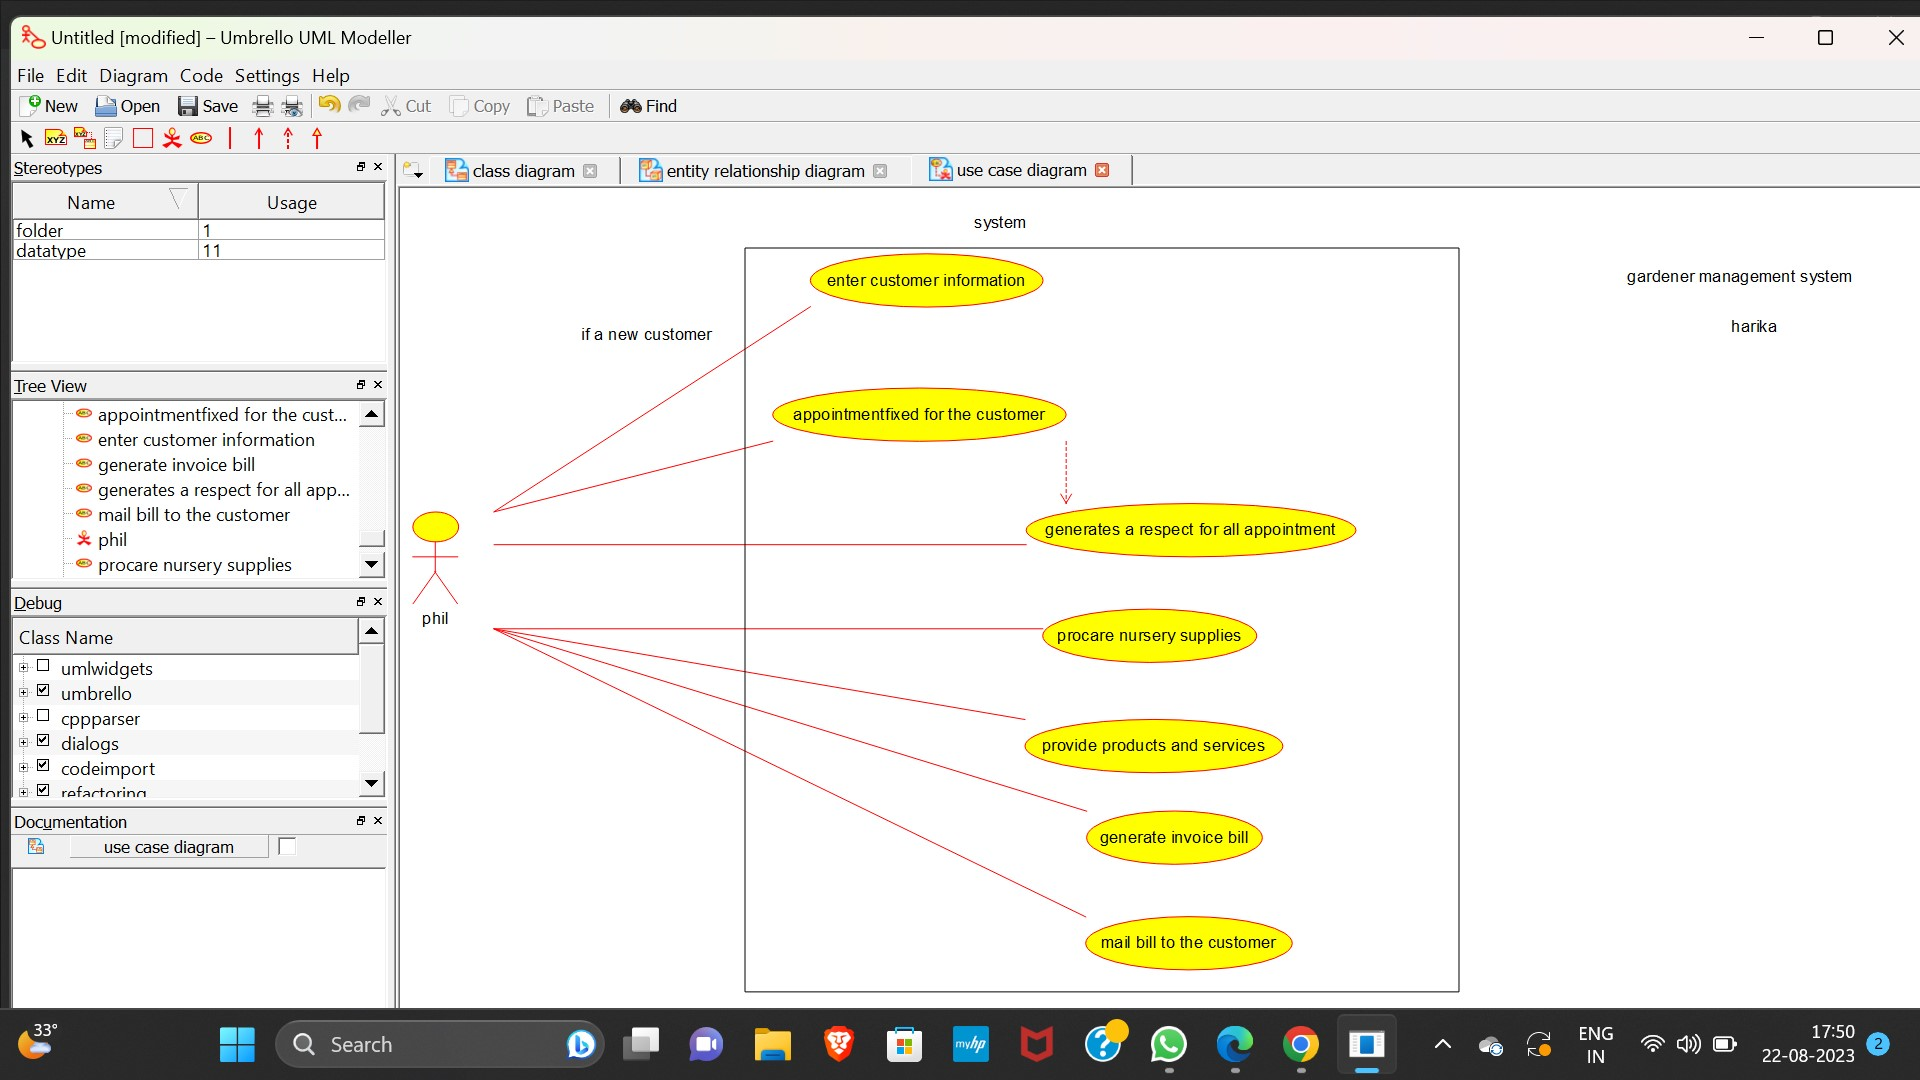 Untitled [modified] – Umbrello UML Modeller
File Edit Diagram Code Settings Help
New Open Save Cut Copy Paste Find
XYZ XYZ ABC
Stereotypes
Name Usage
folder 1
datatype 11
Tree View
appointmentfixed for the cust...
enter customer information
generate invoice bill
generates a respect for all app...
mail bill to the customer
phil
procare nursery supplies
Debug
Class Name
umlwidgets
umbrello
cppparser
dialogs
codeimport
refactoring
Documentation
use case diagram
class diagram entity relationship diagram use case diagram
system
enter customer information
gardener management system
harika
if a new customer
appointmentfixed for the customer
generates a respect for all appointment
phil
procare nursery supplies
provide products and services
generate invoice bill
mail bill to the customer
33°
Search
myhp
ENG
IN
17:50
22-08-2023
2